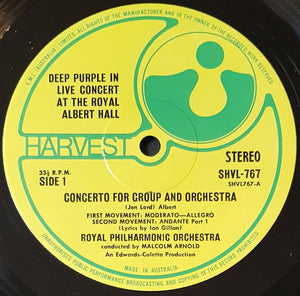 E.M.I. (AUSTRALIA) LIMITED. ALL RIGHTS OF THE MANUFACTURER AND OF THE OWNER OF THE RECORDED WORK RESERVED
DEEP PURPLE IN
LIVE CONCERT
AT THE ROYAL
ALBERT HALL
HARVEST
33⅓ R.P.M.
SIDE 1
STEREO
SHVL-767
SHVL767-A
CONCERTO FOR GROUP AND ORCHESTRA
(Jon Lord) Albert
FIRST MOVEMENT: MODERATO—ALLEGRO
SECOND MOVEMENT: ANDANTE Part 1
(Lyrics by Ian Gillan)
ROYAL PHILHARMONIC ORCHESTRA
conducted by MALCOLM ARNOLD
An Edwards-Coletta Production
UNAUTHORISED PUBLIC PERFORMANCE BROADCASTING AND COPYING OF THIS RECORD PROHIBITED
MADE IN AUSTRALIA